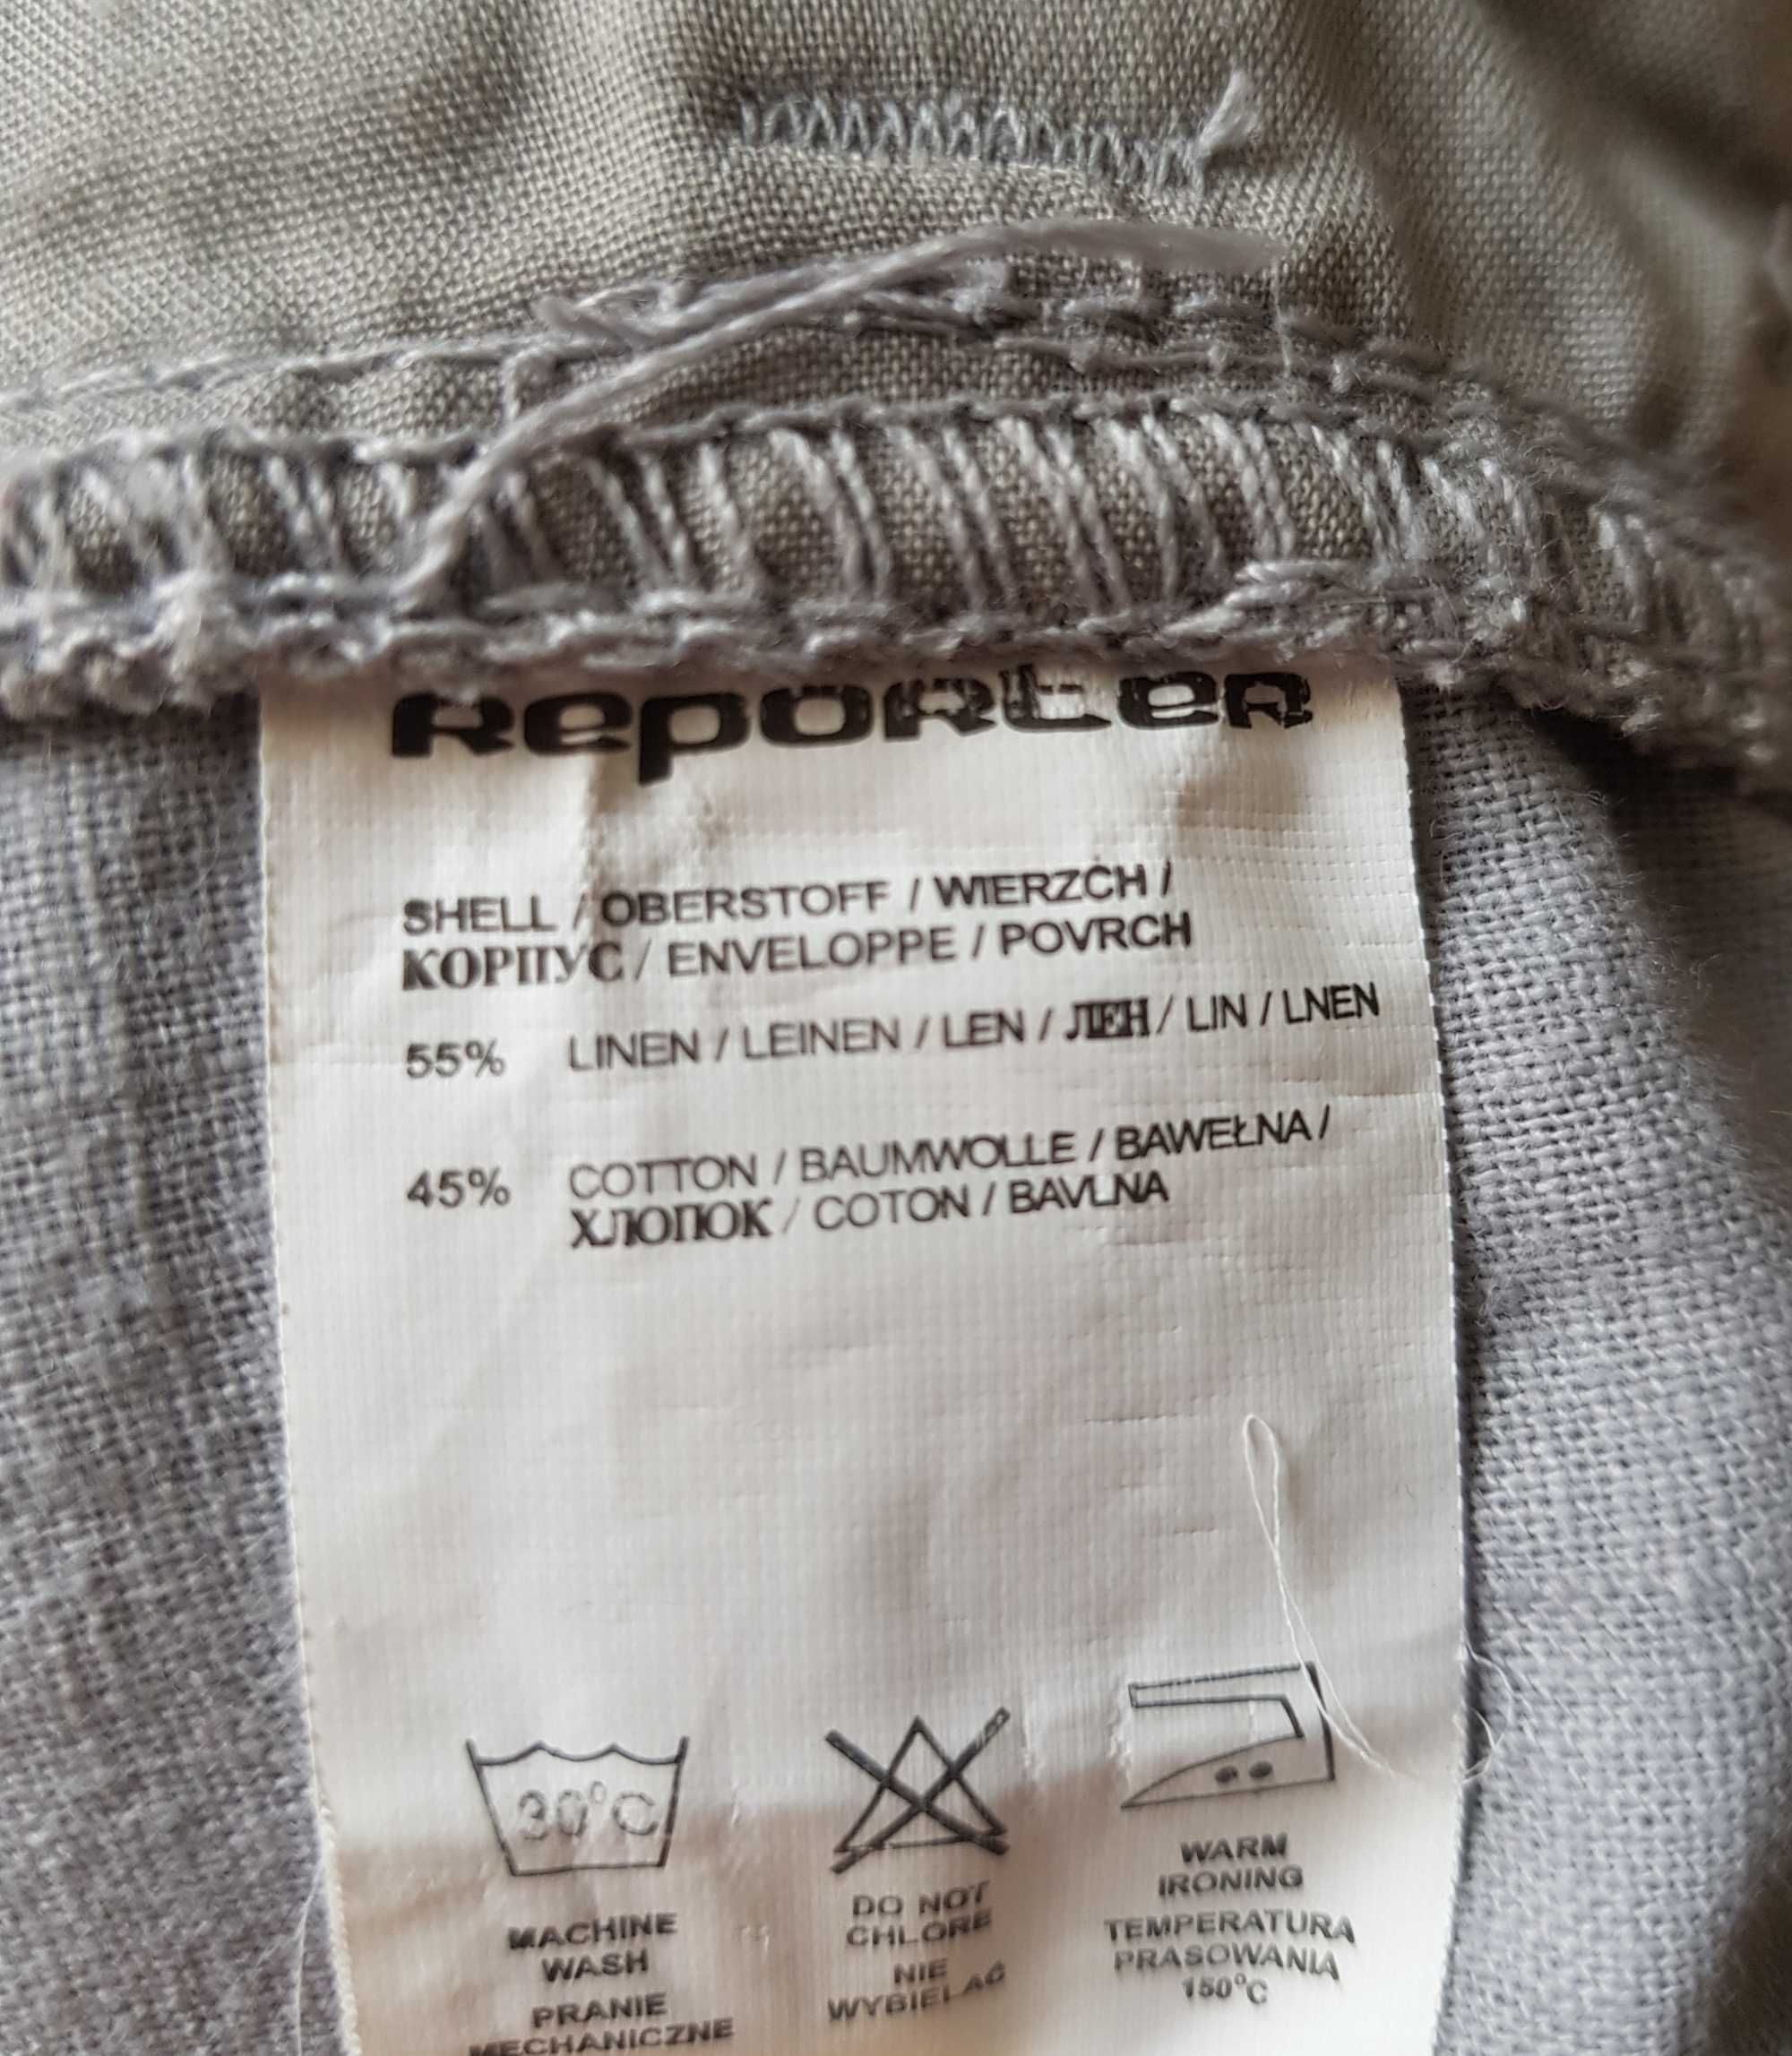 Reporter
SHELL / OBERSTOFF / WIERZCH /
КОРПУС / ENVELOPPE / POVRCH
55% LINEN / LEINEN / LEN / ЛЕН / LIN / LNEN
45% COTTON / BAUMWOLLE / BAWEŁNA /
ХЛОПОК / COTON / BAVLNA
30°C
MACHINE
WASH
PRANIE
MECHANICZNE
DO NOT
CHLORE
NIE
WYBIELAĆ
WARM
IRONING
TEMPERATURA
PRASOWANIA
150°C